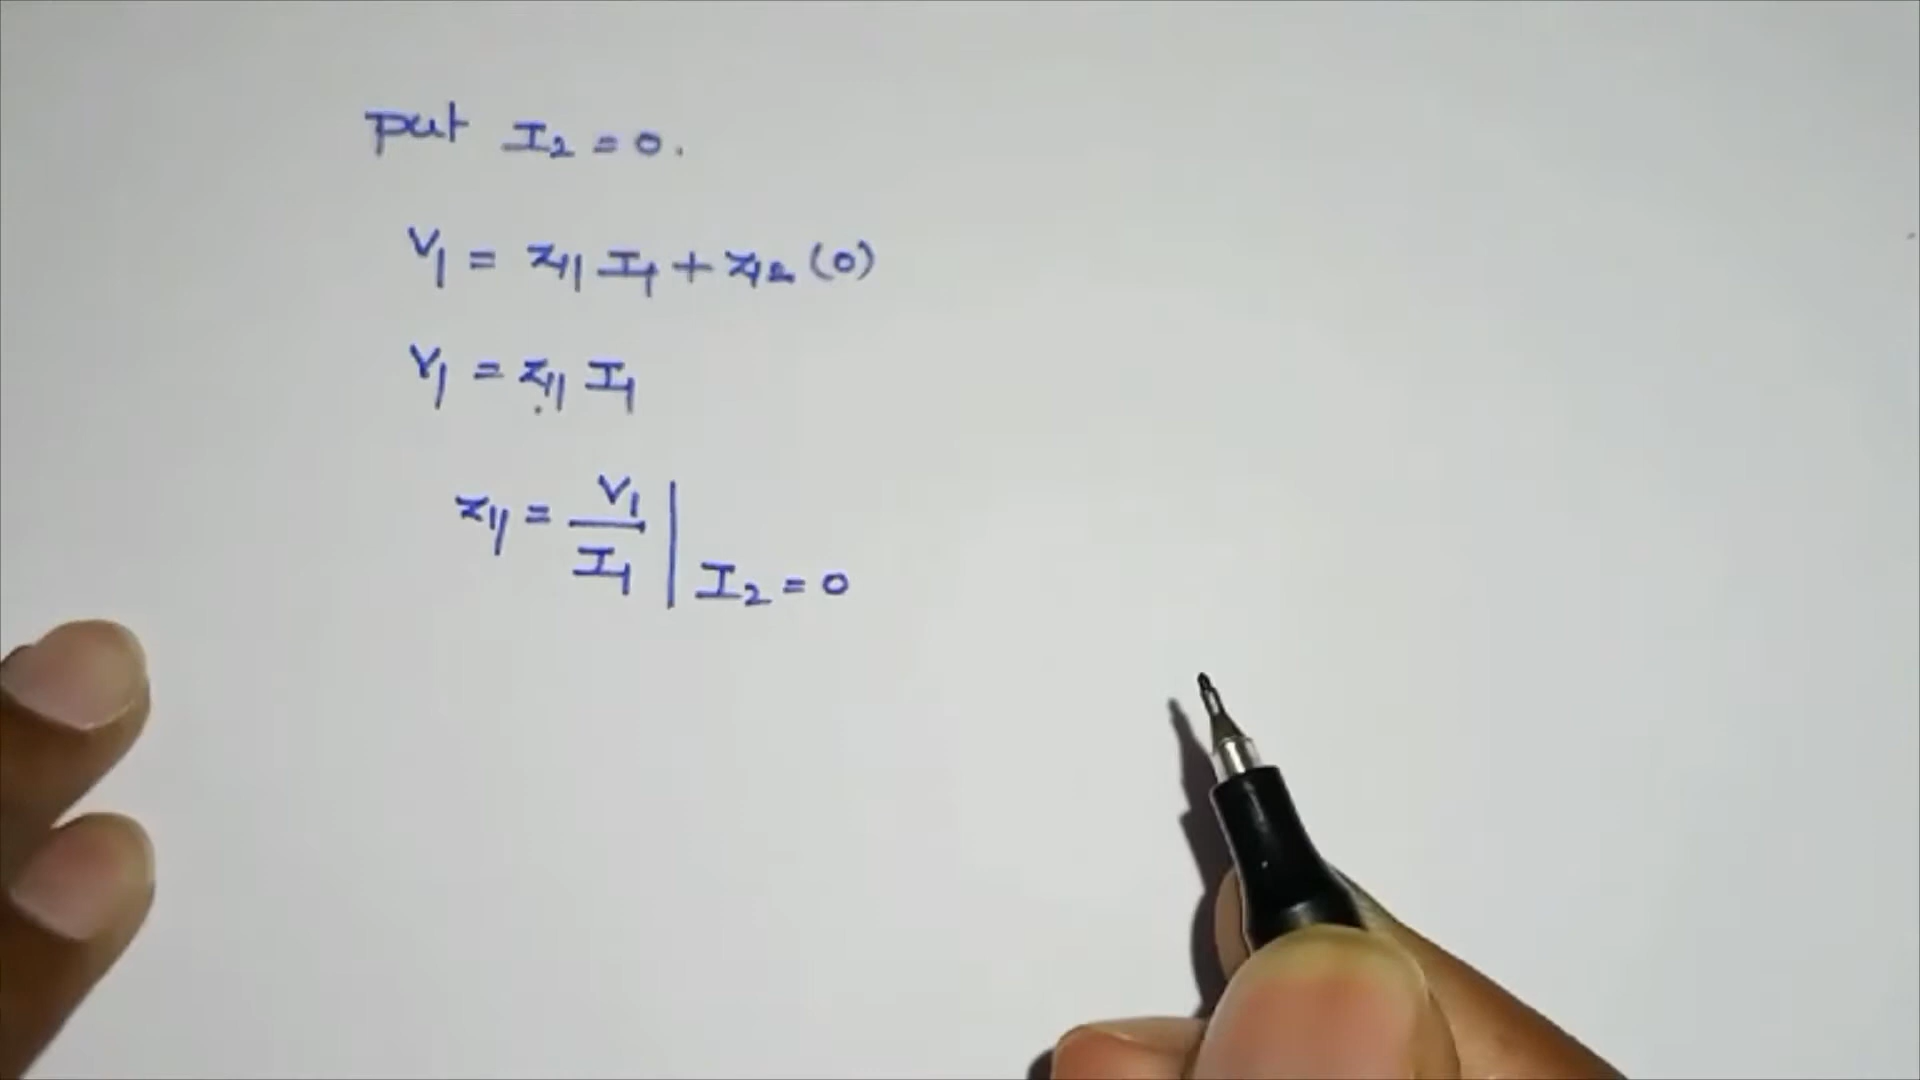 put I₂ = 0.
V₁ = Z₁₁ I₁ + Z₁₂ (0)
V₁ = Z₁₁ I₁
Z₁₁ = V₁ / I₁ | I₂ = 0